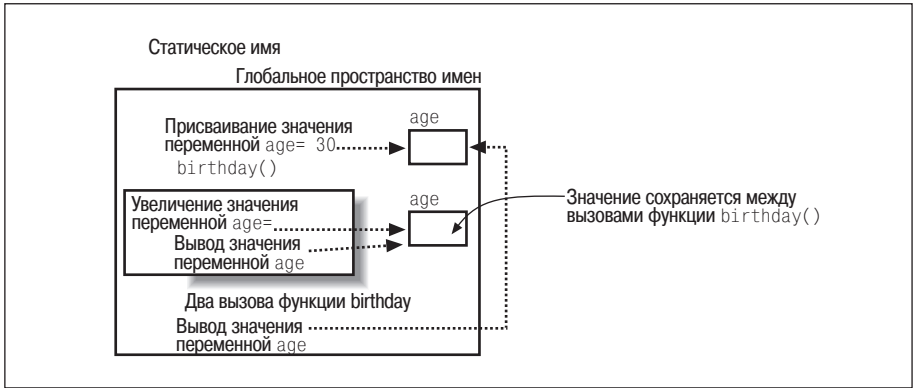 Статическое имя
Глобальное пространство имен
Присваивание значения
переменной age= 30
birthday()
age
Увеличение значения
переменной age=
Вывод значения
переменной age
age
Значение сохраняется между
вызовами функции birthday()
Два вызова функции birthday
Вывод значения
переменной age